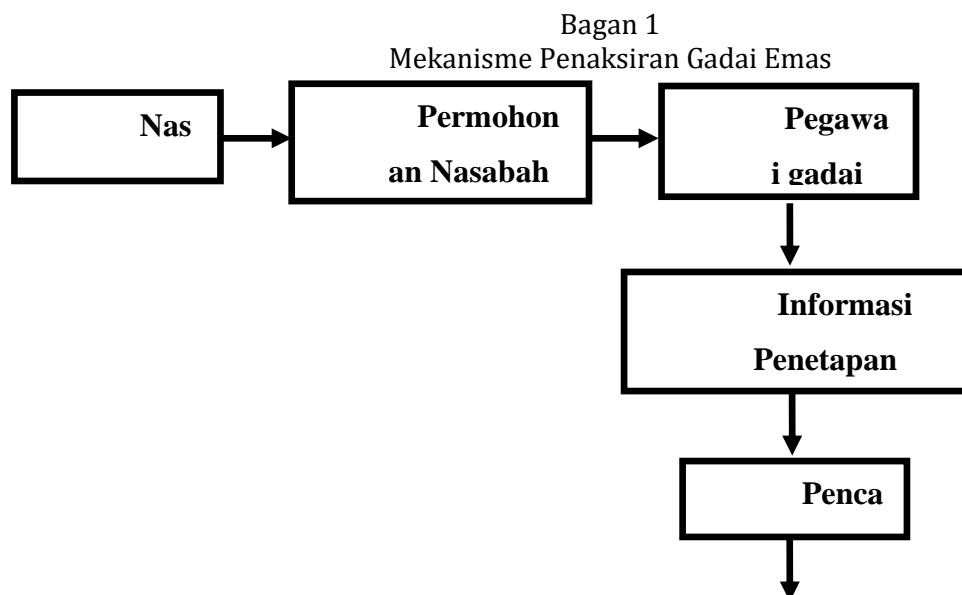 Bagan 1
Mekanisme Penaksiran Gadai Emas
Nas
Permohon
an Nasabah
Pegawa
i gadai
Informasi
Penetapan
Penca